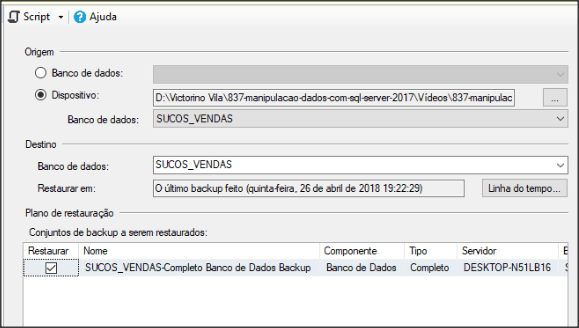 Script Ajuda
Origem
Banco de dados:
Dispositivo: D:\Victorino Vila\837-manipulacao-dados-com-sql-server-2017\Vídeos\837-manipulac ...
Banco de dados: SUCOS_VENDAS
Destino
Banco de dados: SUCOS_VENDAS
Restaurar em: O último backup feito (quinta-feira, 26 de abril de 2018 19:22:29) Linha do tempo...
Plano de restauração
Conjuntos de backup a serem restaurados:
Restaurar Nome Componente Tipo Servidor
SUCOS_VENDAS-Completo Banco de Dados Backup Banco de Dados Completo DESKTOP-N51LB16